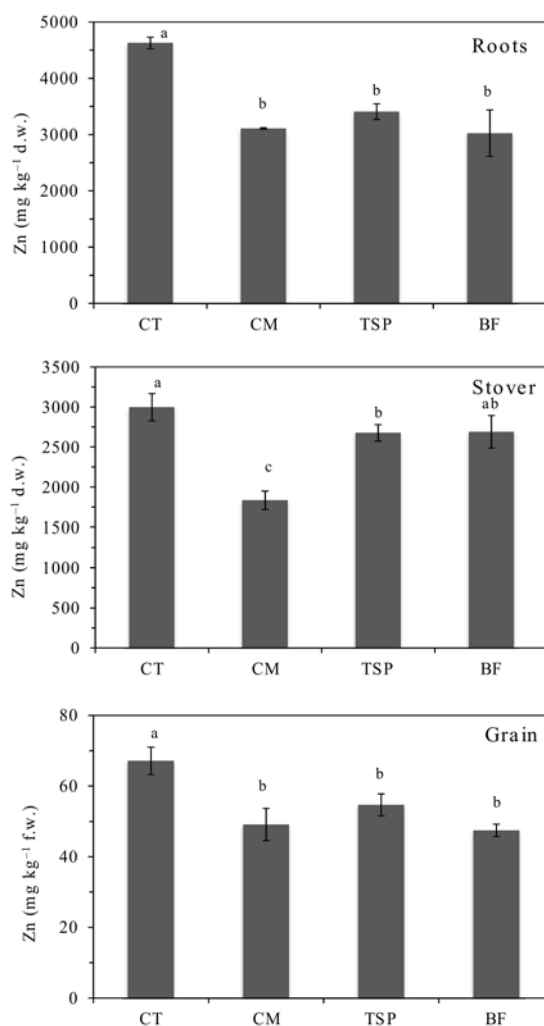 Roots
Zn (mg kg⁻¹ d.w.)
5000
4000
3000
2000
1000
0
a
b
b
b
CT CM TSP BF
Stover
Zn (mg kg⁻¹ d.w.)
3500
3000
2500
2000
1500
1000
500
0
a
c
b
ab
CT CM TSP BF
Grain
Zn (mg kg⁻¹ f.w.)
80
60
40
20
0
a
b
b
b
CT CM TSP BF